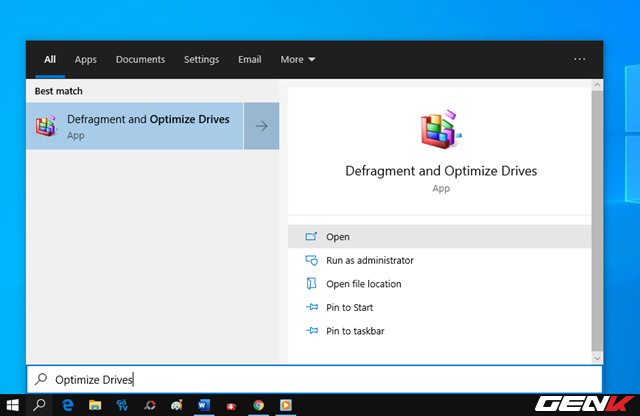 All Apps Documents Settings Email More ...
Best match
Defragment and Optimize Drives
App
Defragment and Optimize Drives
App
Open
Run as administrator
Open file location
Pin to Start
Pin to taskbar
Optimize Drives
GENK